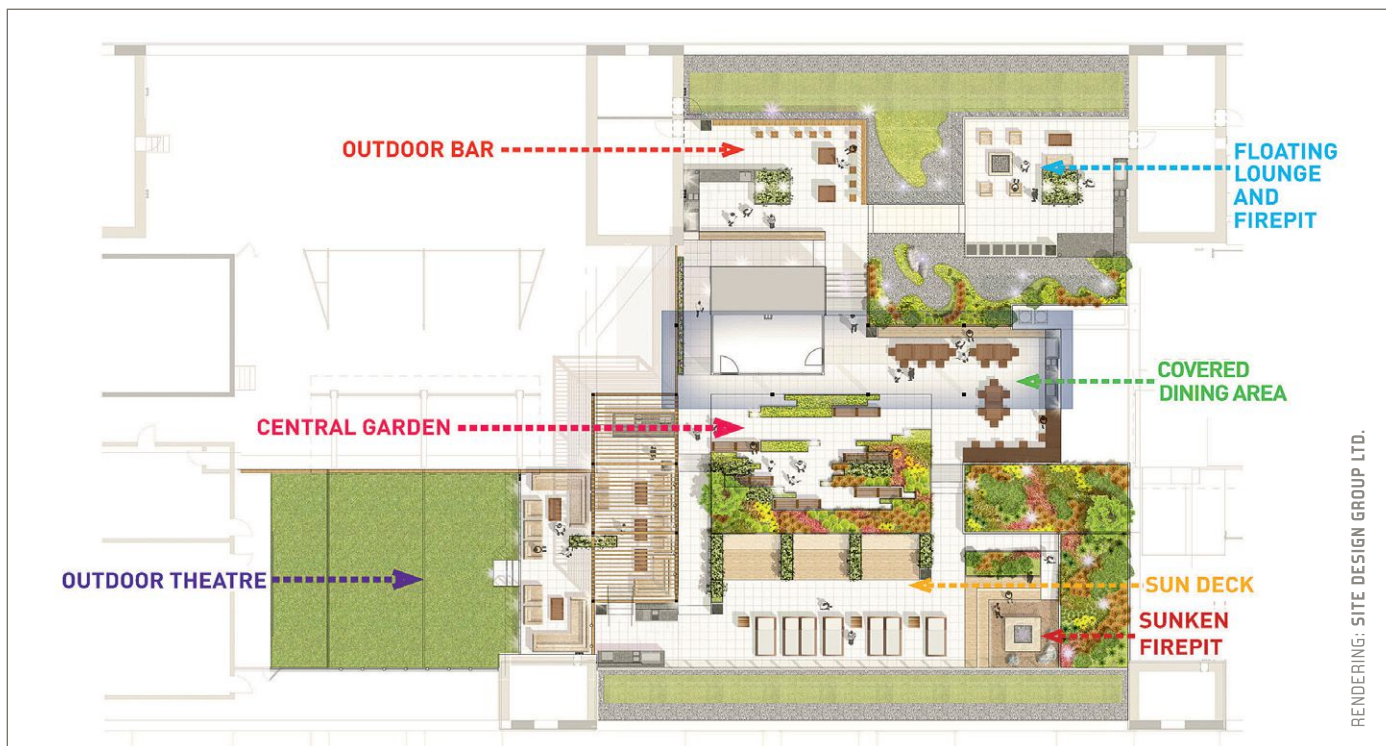 OUTDOOR BAR
FLOATING
LOUNGE
AND
FIREPIT
COVERED
DINING AREA
CENTRAL GARDEN
OUTDOOR THEATRE
SUN DECK
SUNKEN
FIREPIT
RENDERING: SITE DESIGN GROUP LTD.